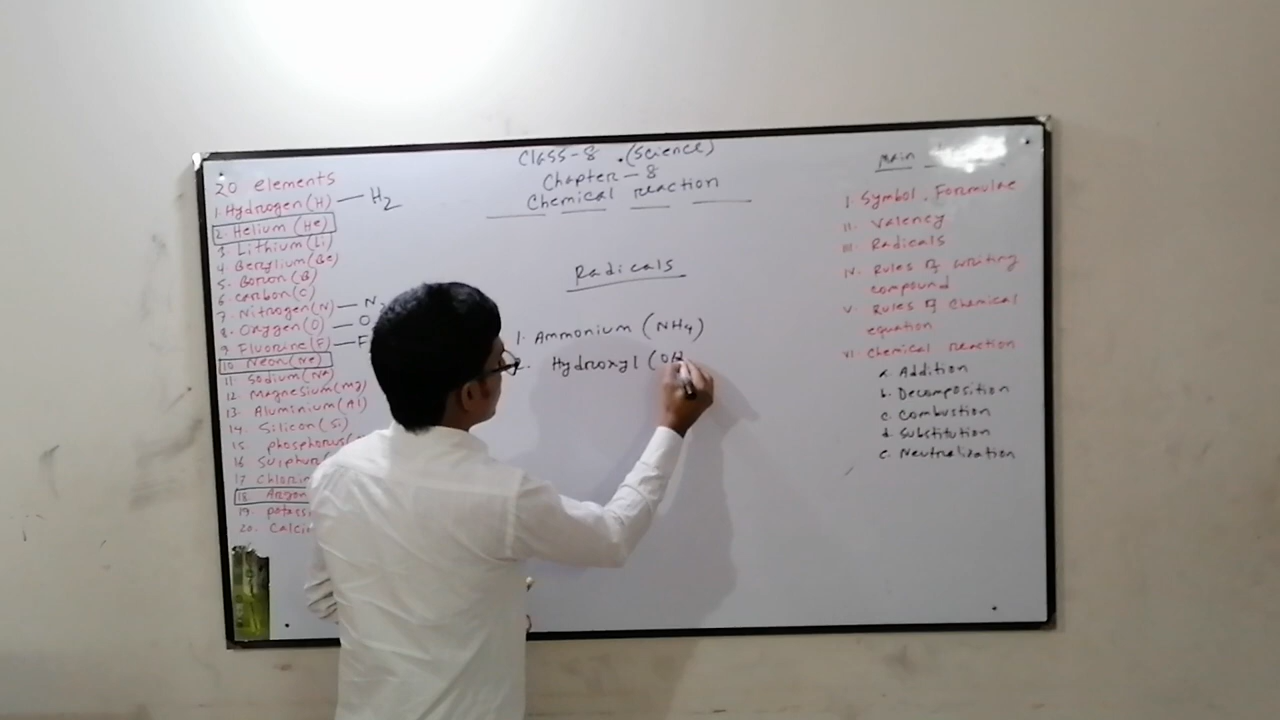 Class-8 (Science)
Chapter - 8
Chemical reaction
20 elements
1. Hydrogen (H) — H2
2. Helium (He)
3. Lithium (Li)
4. Berylium (Be)
5. Boron (B)
6. Carbon (C)
7. Nitrogen (N) — N
8. Oxygen (O) — O
9. Fluorine (F) — F
10. Neon (Ne)
11. Sodium (Na)
12. Magnesium (Mg)
13. Aluminium (Al)
14. Silicon (Si)
15 phosphorus
16 Sulphur
17
18. Argon
19.
20.
Radicals
1. Ammonium (NH4)
2. Hydroxyl (OH
Main
I. Symbol, Formulae
II. Valency
III. Radicals
IV. Rules of writing
compound
V. Rules of chemical
equation
VI. Chemical reaction
a. Addition
b. Decomposition
c. Combustion
d. Substitution
e. Neutralization